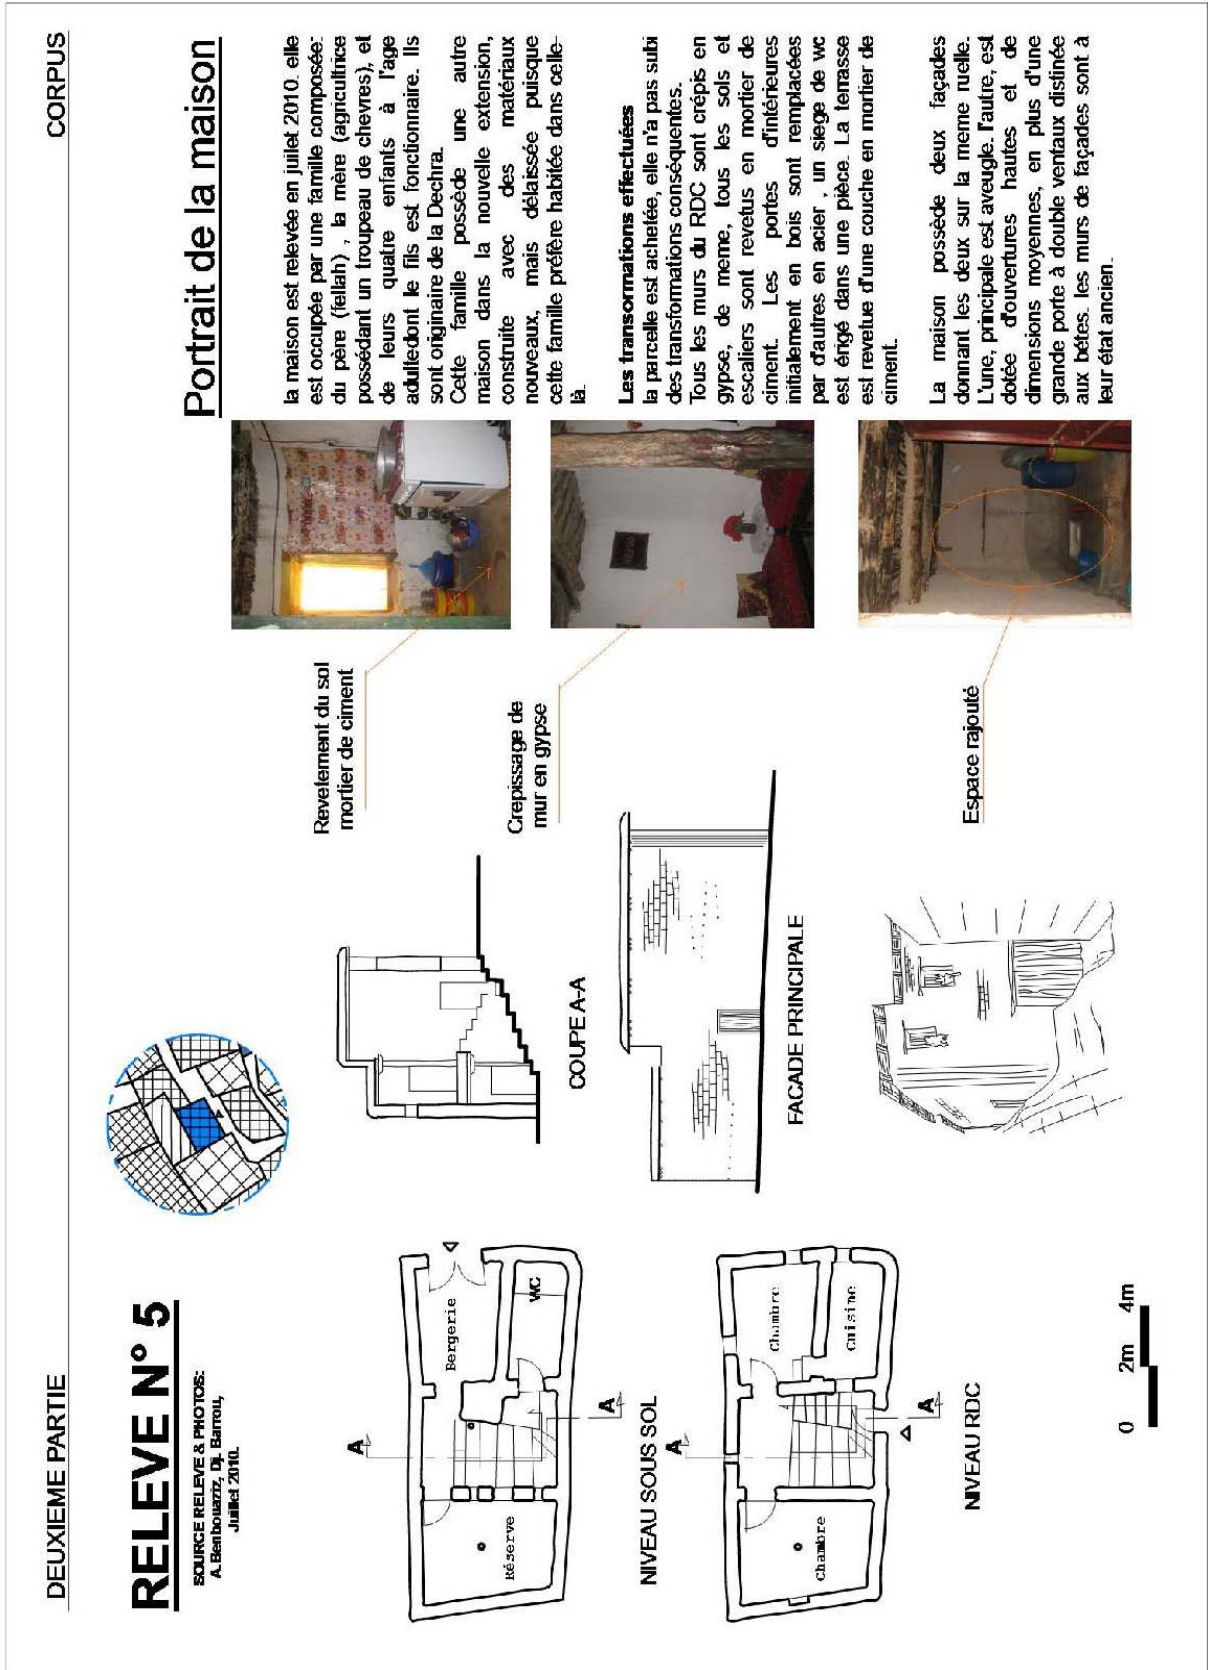 DEUXIEME PARTIE
CORPUS
RELEVE N° 5
SOURCE RELEVE & PHOTOS:
A. Benbouaziz, Dj. Barrou,
Juillet 2010.
Portrait de la maison
la maison est relevée en juilet 2010. elle
est occupée par une famille composée:
du père (fellah) , la mère (agricultrice
possédant un troupeau de chevres), et
de leurs quatre enfants à l'age
adultedont le fils est fonctionnaire. Ils
sont originaire de la Dechra.
Cette famille possède une autre
maison dans la nouvelle extension,
construite avec des matériaux
nouveaux, mais délaissée puisque
cette famille préfère habitée dans celle-
là.
Les transormations effectuées
la parcelle est achetée, elle n'a pas subi
des transformations conséquentes.
Tous les murs du RDC sont crépis en
gypse, de meme, tous les sols et
escaliers sont revetus en mortier de
ciment. Les portes d'intérieures
initialement en bois sont remplacées
par d'autres en acier , un siege de wc
est érigé dans une pièce. La terrasse
est revetue d'une couche en mortier de
ciment.
La maison possède deux façades
donnant les deux sur la meme ruelle.
L'une, principale est aveugle. l'autre, est
dotée d'ouvertures hautes et de
dimensions moyennes, en plus d'une
grande porte à double ventaux distinée
aux bêtes. les murs de façades sont à
leur état ancien.
Revetement du sol
mortier de ciment
Crepissage de
mur en gypse
Espace rajouté
COUPE A-A
FACADE PRINCIPALE
Bergerie
WC
Réserve
A
A
NIVEAU SOUS SOL
Chambre
Cuisine
Chambre
A
A
NIVEAU RDC
0 2m 4m